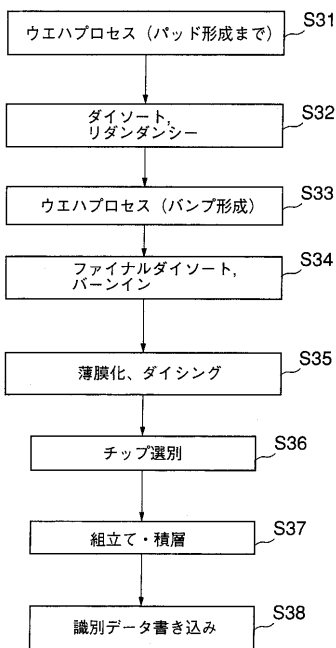 ウエハプロセス（パッド形成まで）
S31
ダイソート,
リダンダンシー
S32
ウエハプロセス（バンプ形成）
S33
ファイナルダイソート,
バーンイン
S34
薄膜化、ダイシング
S35
チップ選別
S36
組立て・積層
S37
識別データ書き込み
S38